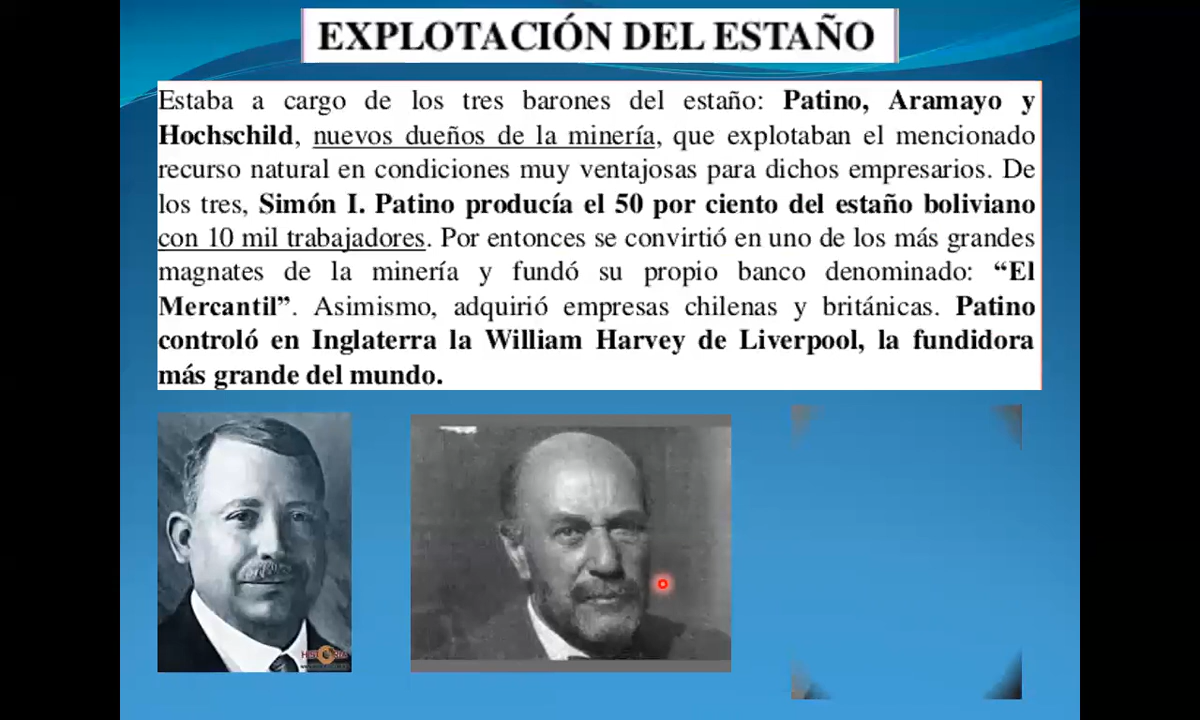 EXPLOTACIÓN DEL ESTAÑO
Estaba a cargo de los tres barones del estaño: Patino, Aramayo y
Hochschild, nuevos dueños de la minería, que explotaban el mencionado
recurso natural en condiciones muy ventajosas para dichos empresarios. De
los tres, Simón I. Patino producía el 50 por ciento del estaño boliviano
con 10 mil trabajadores. Por entonces se convirtió en uno de los más grandes
magnates de la minería y fundó su propio banco denominado: “El
Mercantil”. Asimismo, adquirió empresas chilenas y británicas. Patino
controló en Inglaterra la William Harvey de Liverpool, la fundidora
más grande del mundo.